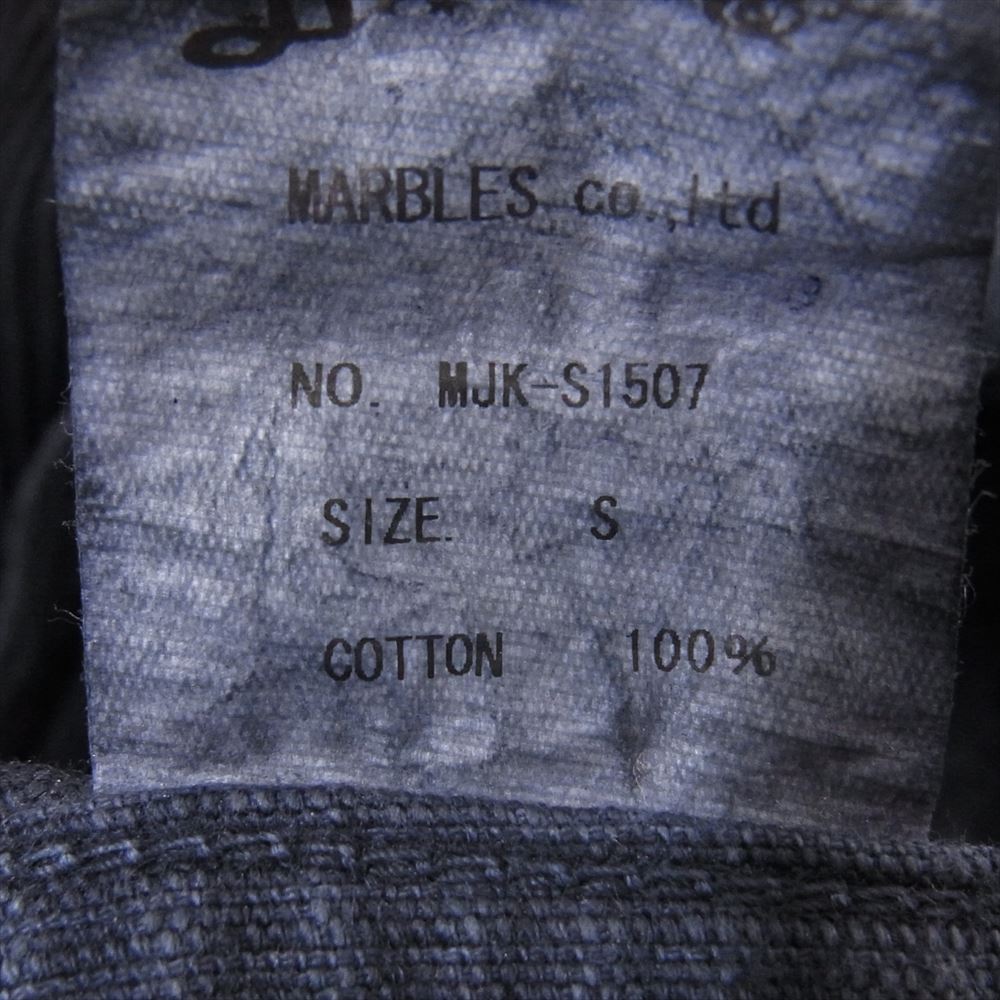 MARBLES co.,ltd
NO. MJK-S1507
SIZE. S
COTTON 100%